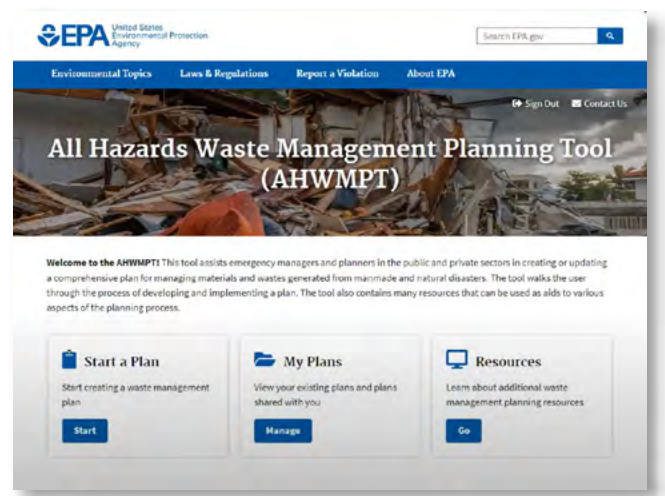 EPA
United States
Environmental Protection
Agency
Search EPA.gov
Environmental Topics Laws & Regulations Report a Violation About EPA
Sign Out Contact Us
All Hazards Waste Management Planning Tool
(AHWMPT)
Welcome to the AHWMPT! This tool assists emergency managers and planners in the public and private sectors in creating or updating
a comprehensive plan for managing materials and wastes generated from manmade and natural disasters. The tool walks the user
through the process of developing and implementing a plan. The tool also contains many resources that can be used as aids to various
aspects of the planning process.
Start a Plan
Start creating a waste management
plan
Start
My Plans
View your existing plans and plans
shared with you
Manage
Resources
Learn about additional waste
management planning resources
Go